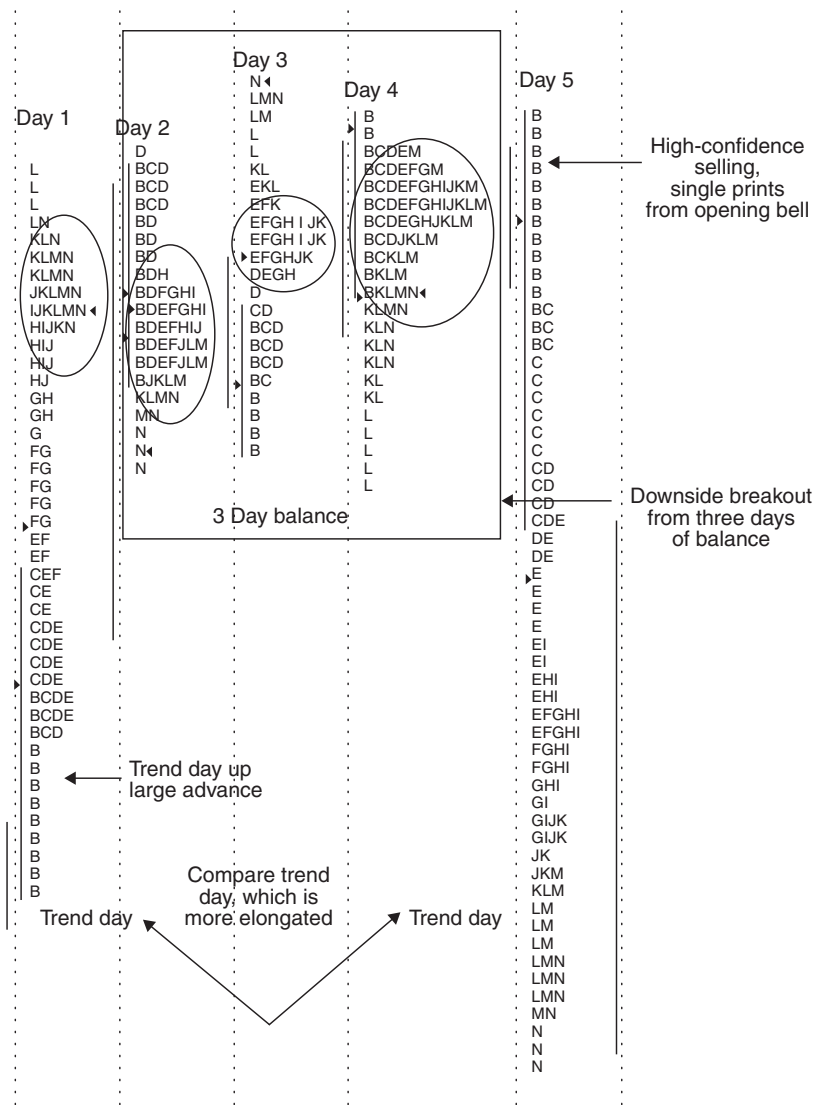 Day 1
L
L
L
LN
KLN
KLMN
KLMN
JKLMN
IJKLMN
HIJKN
HIJ
HIJ
HJ
GH
GH
G
FG
FG
FG
FG
FG
EF
EF
CEF
CE
CE
CDE
CDE
CDE
CDE
BCDE
BCDE
BCD
B
B
B
B
B
B
B
B
B
Trend day up
large advance
Trend day
Day 2
D
BCD
BCD
BCD
BD
BD
BD
BDH
BDFGHI
BDEFGHI
BDEFHIJ
BDEFJLM
BDEFJLM
BJKLM
KLMN
MN
N
N
N
Day 3
N
LMN
LM
L
L
KL
EKL
EFK
EFGH I JK
EFGH I JK
EFGHJK
DEGH
D
CD
BCD
BCD
BCD
BC
B
B
B
B
3 Day balance
Day 4
B
B
BCDEM
BCDEFGM
BCDEFGHIJKM
BCDEFGHIJKLM
BCDEGHJKLM
BCDJKLM
BCKLM
BKLM
BKLMN
KLMN
KLN
KLN
KLN
KL
KL
L
L
L
L
L
Compare trend
day, which is
more elongated
Trend day
Day 5
B
B
B
B
B
B
B
B
B
B
B
BC
BC
BC
C
C
C
C
C
C
CD
CD
CD
CDE
DE
DE
E
E
E
E
EI
EI
EHI
EHI
EFGHI
EFGHI
FGHI
FGHI
GHI
GI
GIJK
GIJK
JK
JKM
KLM
LM
LM
LM
LMN
LMN
LMN
MN
N
N
N
High-confidence
selling,
single prints
from opening bell
Downside breakout
from three days
of balance